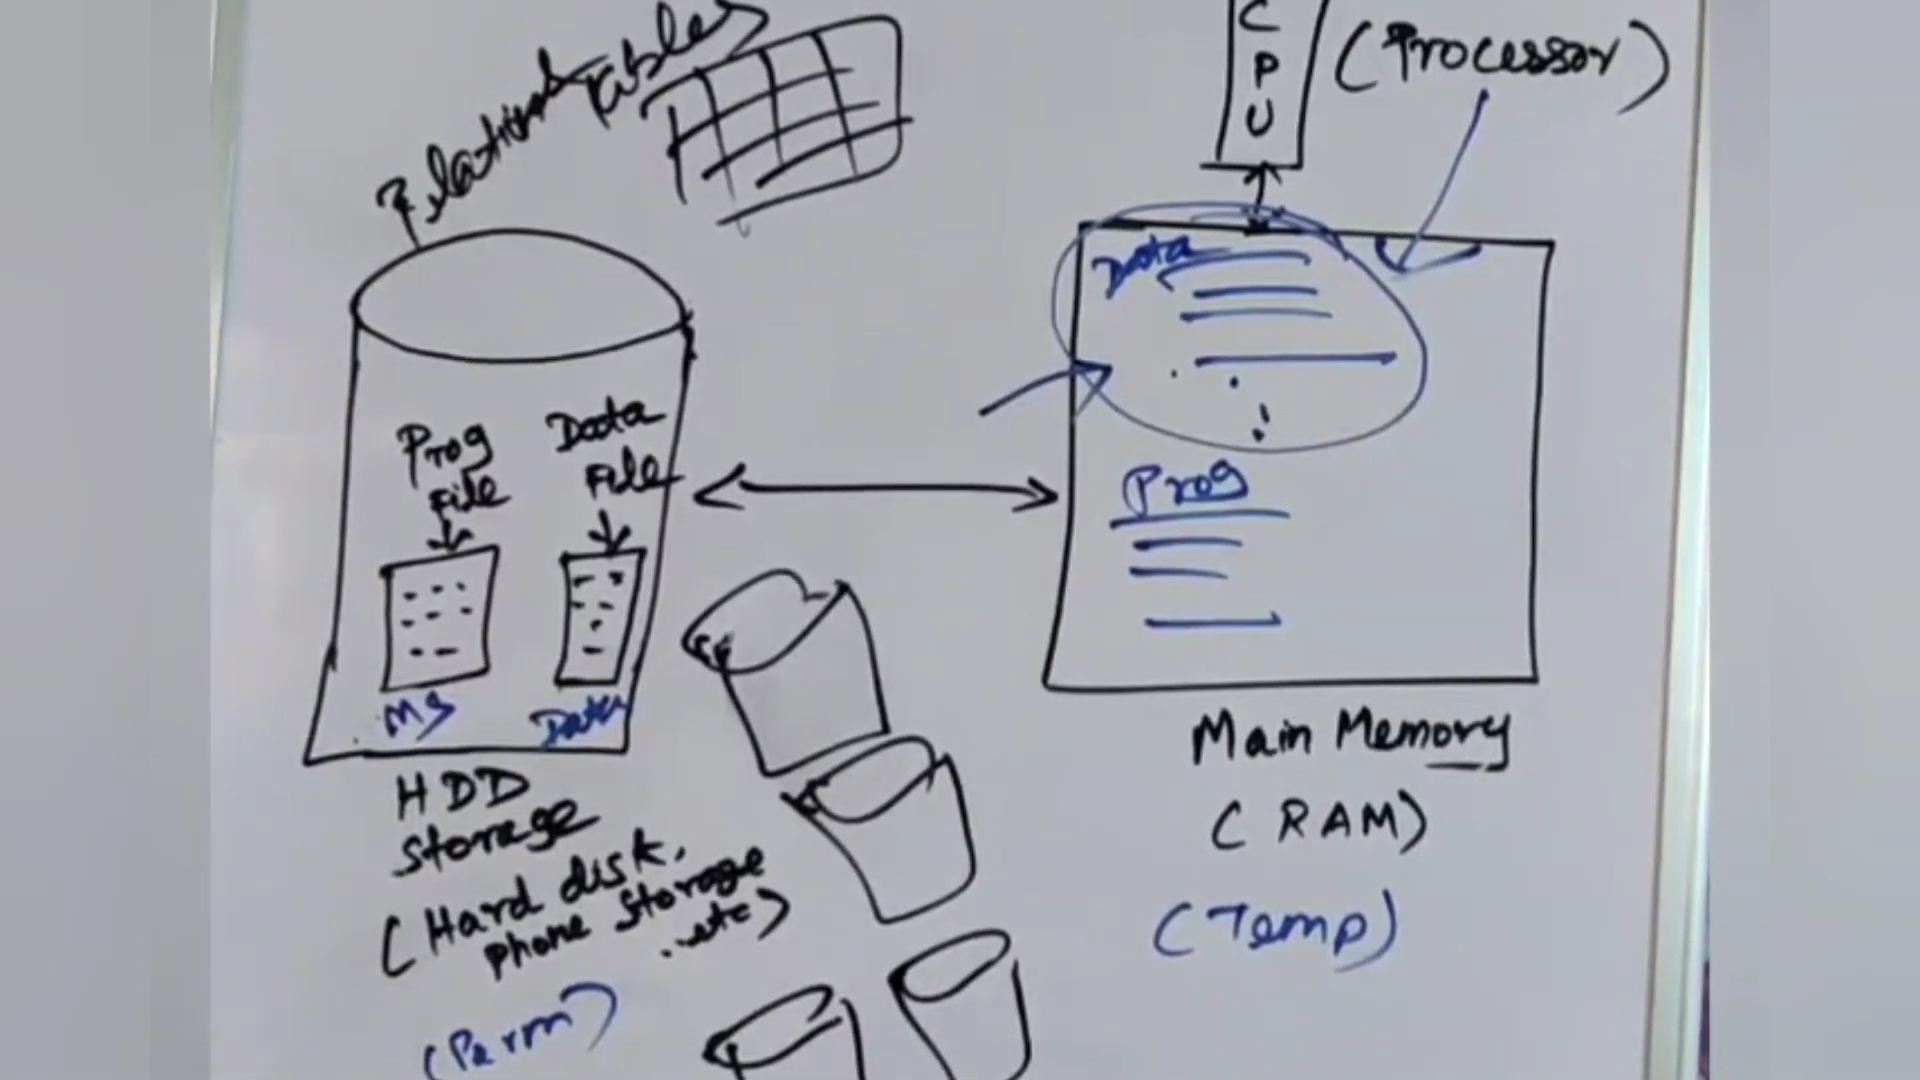 Relational
Tables
C
P
U
(Processor)
Prog
File
Data
File
MS
Data
HDD
Storage
(Hard disk,
phone storage
..etc)
(Perm)
Data
Prog
Main Memory
(RAM)
(Temp)